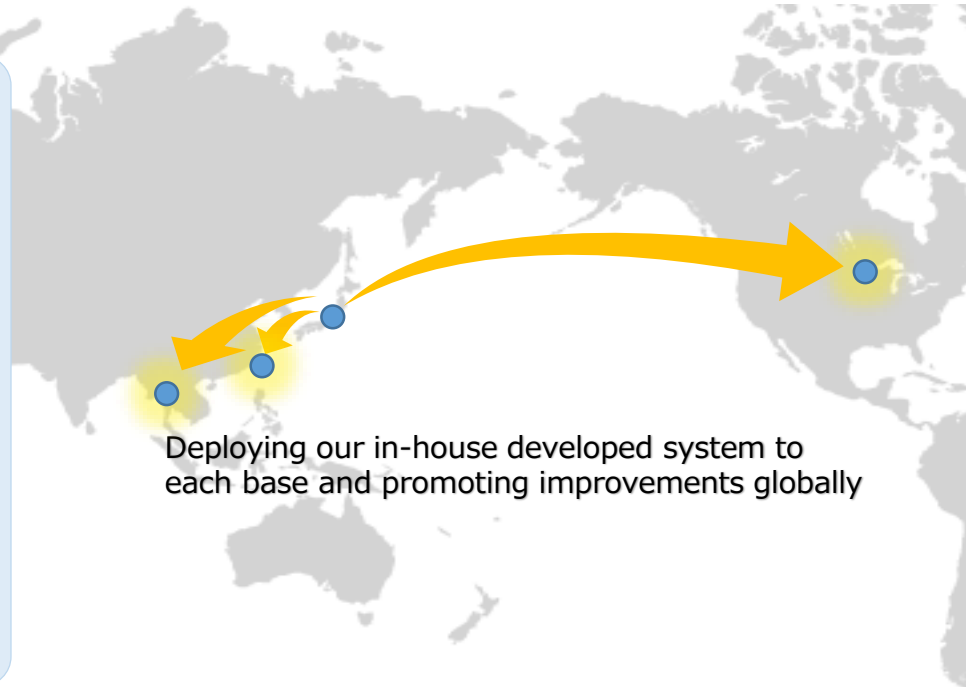 Deploying our in-house developed system to
each base and promoting improvements globally